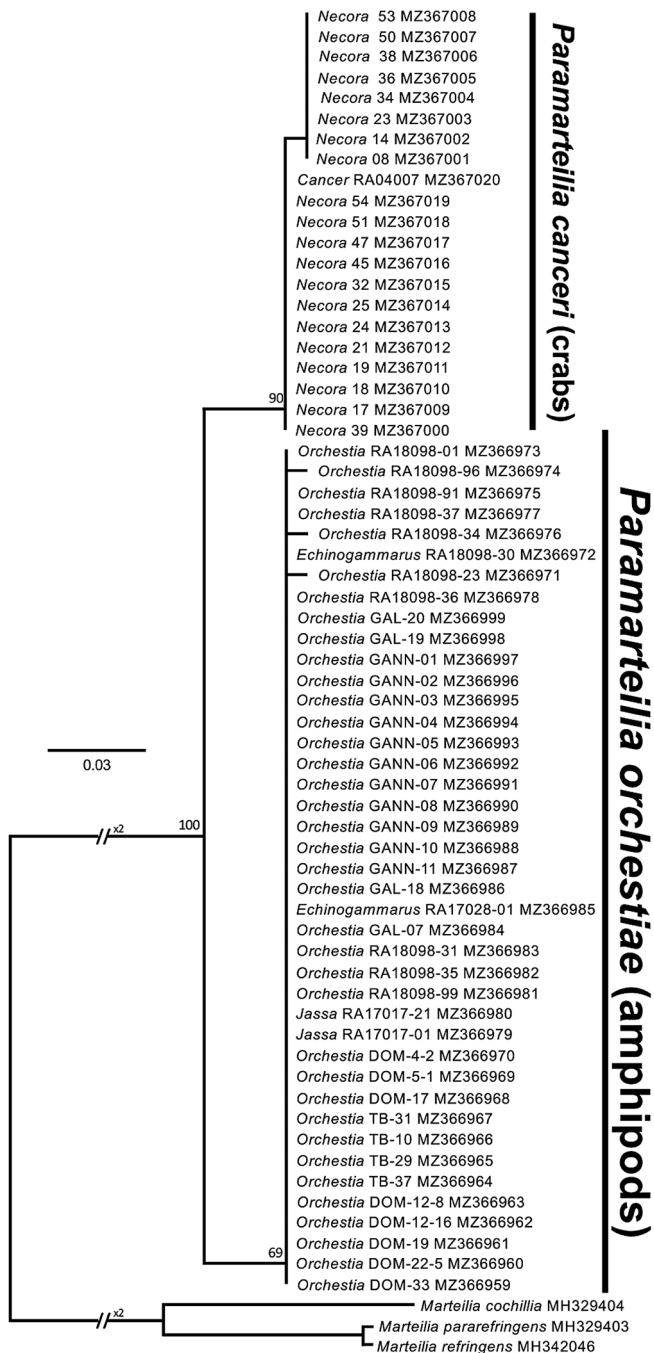 Necora 53 MZ367008
Necora 50 MZ367007
Necora 38 MZ367006
Necora 36 MZ367005
Necora 34 MZ367004
Necora 23 MZ367003
Necora 14 MZ367002
Necora 08 MZ367001
Cancer RA04007 MZ367020
Necora 54 MZ367019
Necora 51 MZ367018
Necora 47 MZ367017
Necora 45 MZ367016
Necora 32 MZ367015
Necora 25 MZ367014
Necora 24 MZ367013
Necora 21 MZ367012
Necora 19 MZ367011
Necora 18 MZ367010
Necora 17 MZ367009
Necora 39 MZ367000
90
Paramarteilia canceri (crabs)
Orchestia RA18098-01 MZ366973
Orchestia RA18098-96 MZ366974
Orchestia RA18098-91 MZ366975
Orchestia RA18098-37 MZ366977
Orchestia RA18098-34 MZ366976
Echinogammarus RA18098-30 MZ366972
Orchestia RA18098-23 MZ366971
Orchestia RA18098-36 MZ366978
Orchestia GAL-20 MZ366999
Orchestia GAL-19 MZ366998
Orchestia GANN-01 MZ366997
Orchestia GANN-02 MZ366996
Orchestia GANN-03 MZ366995
Orchestia GANN-04 MZ366994
Orchestia GANN-05 MZ366993
Orchestia GANN-06 MZ366992
Orchestia GANN-07 MZ366991
Orchestia GANN-08 MZ366990
Orchestia GANN-09 MZ366989
Orchestia GANN-10 MZ366988
Orchestia GANN-11 MZ366987
Orchestia GAL-18 MZ366986
Echinogammarus RA17028-01 MZ366985
Orchestia GAL-07 MZ366984
Orchestia RA18098-31 MZ366983
Orchestia RA18098-35 MZ366982
Orchestia RA18098-99 MZ366981
Jassa RA17017-21 MZ366980
Jassa RA17017-01 MZ366979
Orchestia DOM-4-2 MZ366970
Orchestia DOM-5-1 MZ366969
Orchestia DOM-17 MZ366968
Orchestia TB-31 MZ366967
Orchestia TB-10 MZ366966
Orchestia TB-29 MZ366965
Orchestia TB-37 MZ366964
Orchestia DOM-12-8 MZ366963
Orchestia DOM-12-16 MZ366962
Orchestia DOM-19 MZ366961
Orchestia DOM-22-5 MZ366960
Orchestia DOM-33 MZ366959
69
Paramarteilia orchestiae (amphipods)
0.03
x2
100
x2
Marteilia cochillia MH329404
Marteilia pararefringens MH329403
Marteilia refringens MH342046